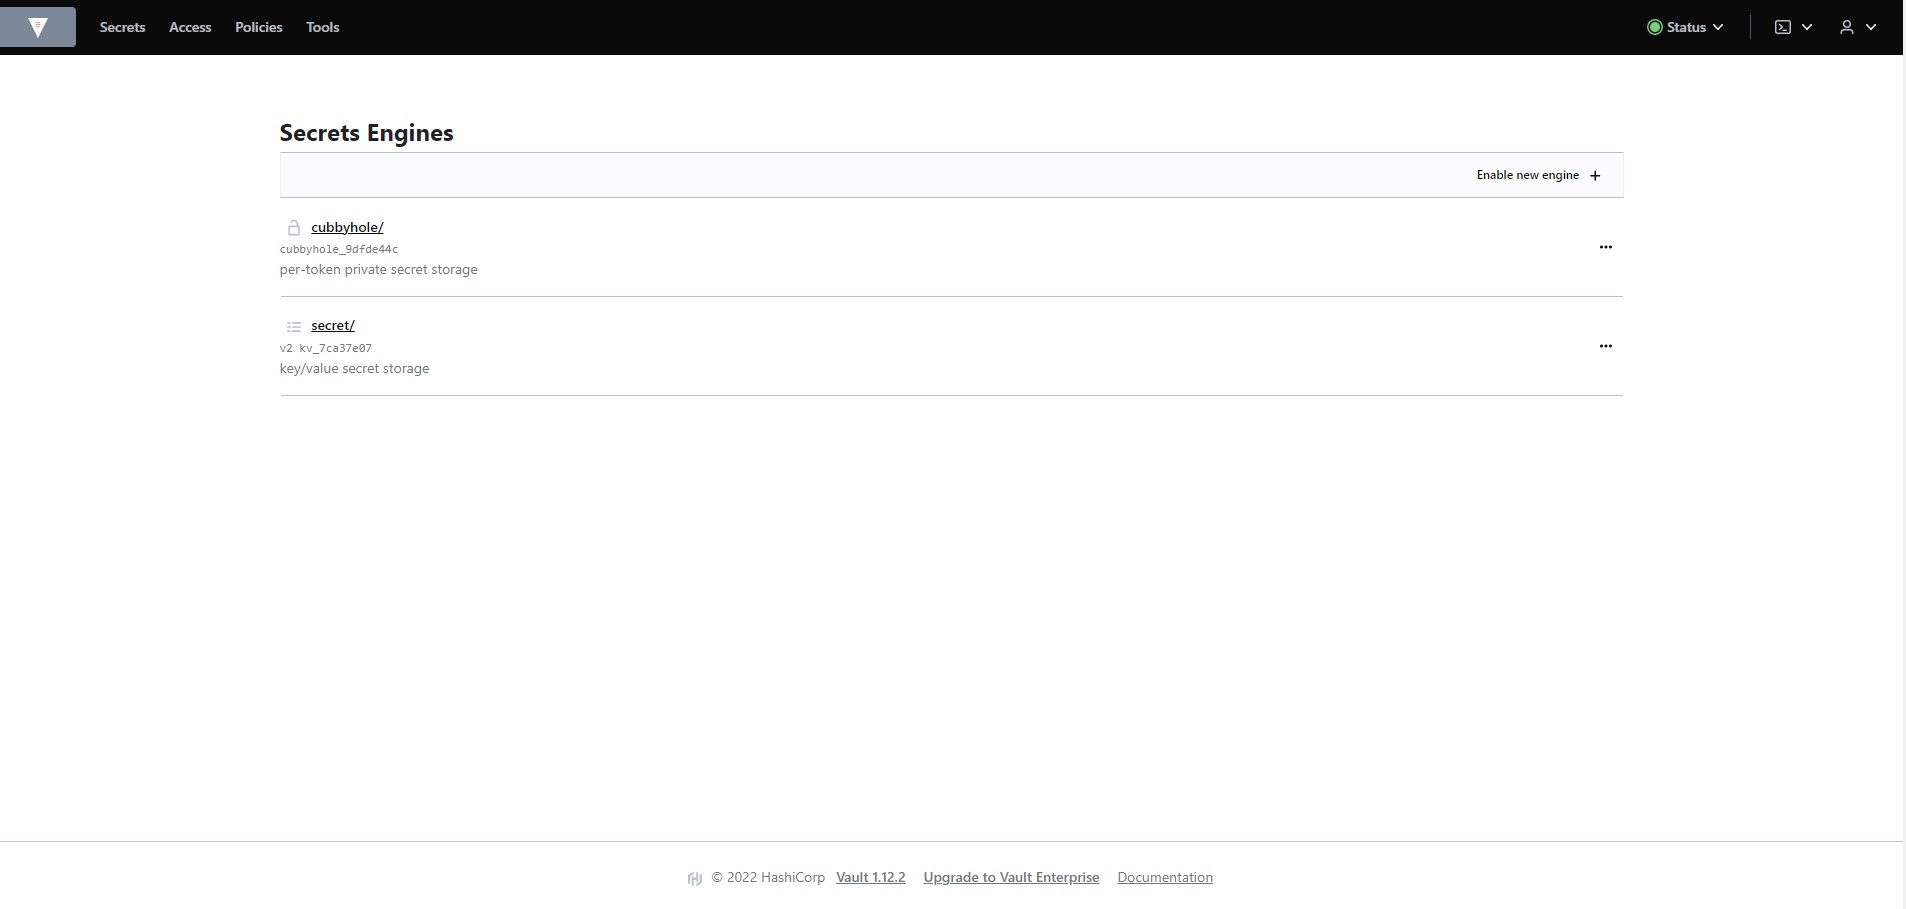 Secrets Access Policies Tools Status
Secrets Engines
Enable new engine
cubbyhole/
cubbyhole_9dfde44c
per-token private secret storage
secret/
v2 kv_7ca37e07
key/value secret storage
© 2022 HashiCorp Vault 1.12.2 Upgrade to Vault Enterprise Documentation